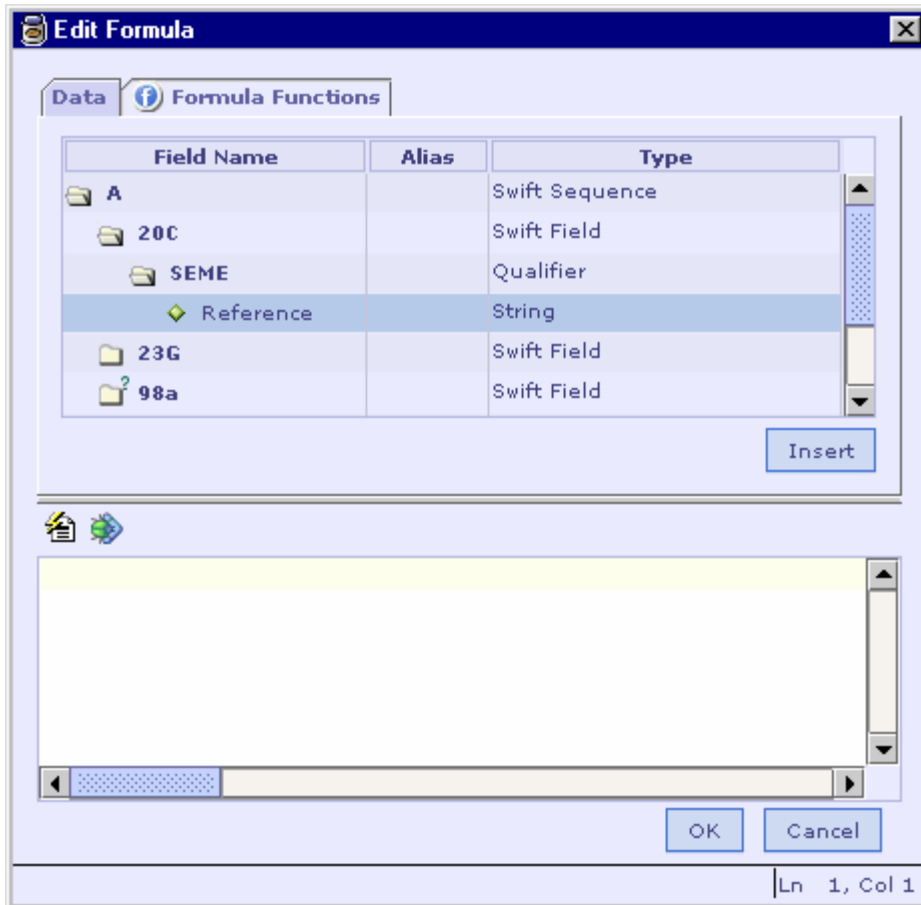 Edit Formula
Data Formula Functions
Field Name Alias Type
A Swift Sequence
20C Swift Field
SEME Qualifier
Reference String
23G Swift Field
? 98a Swift Field
Insert
OK Cancel
Ln 1, Col 1